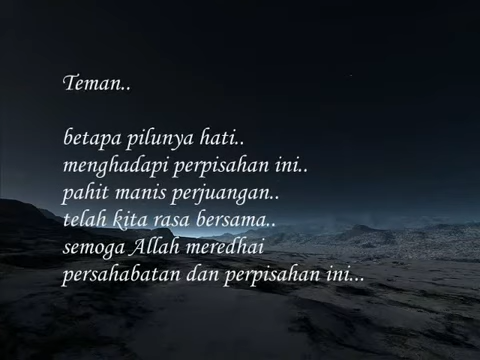 Teman..
betapa pilunya hati..
menghadapi perpisahan ini..
pahit manis perjuangan..
telah kita rasa bersama..
semoga Allah meredhai
persahabatan dan perpisahan ini...